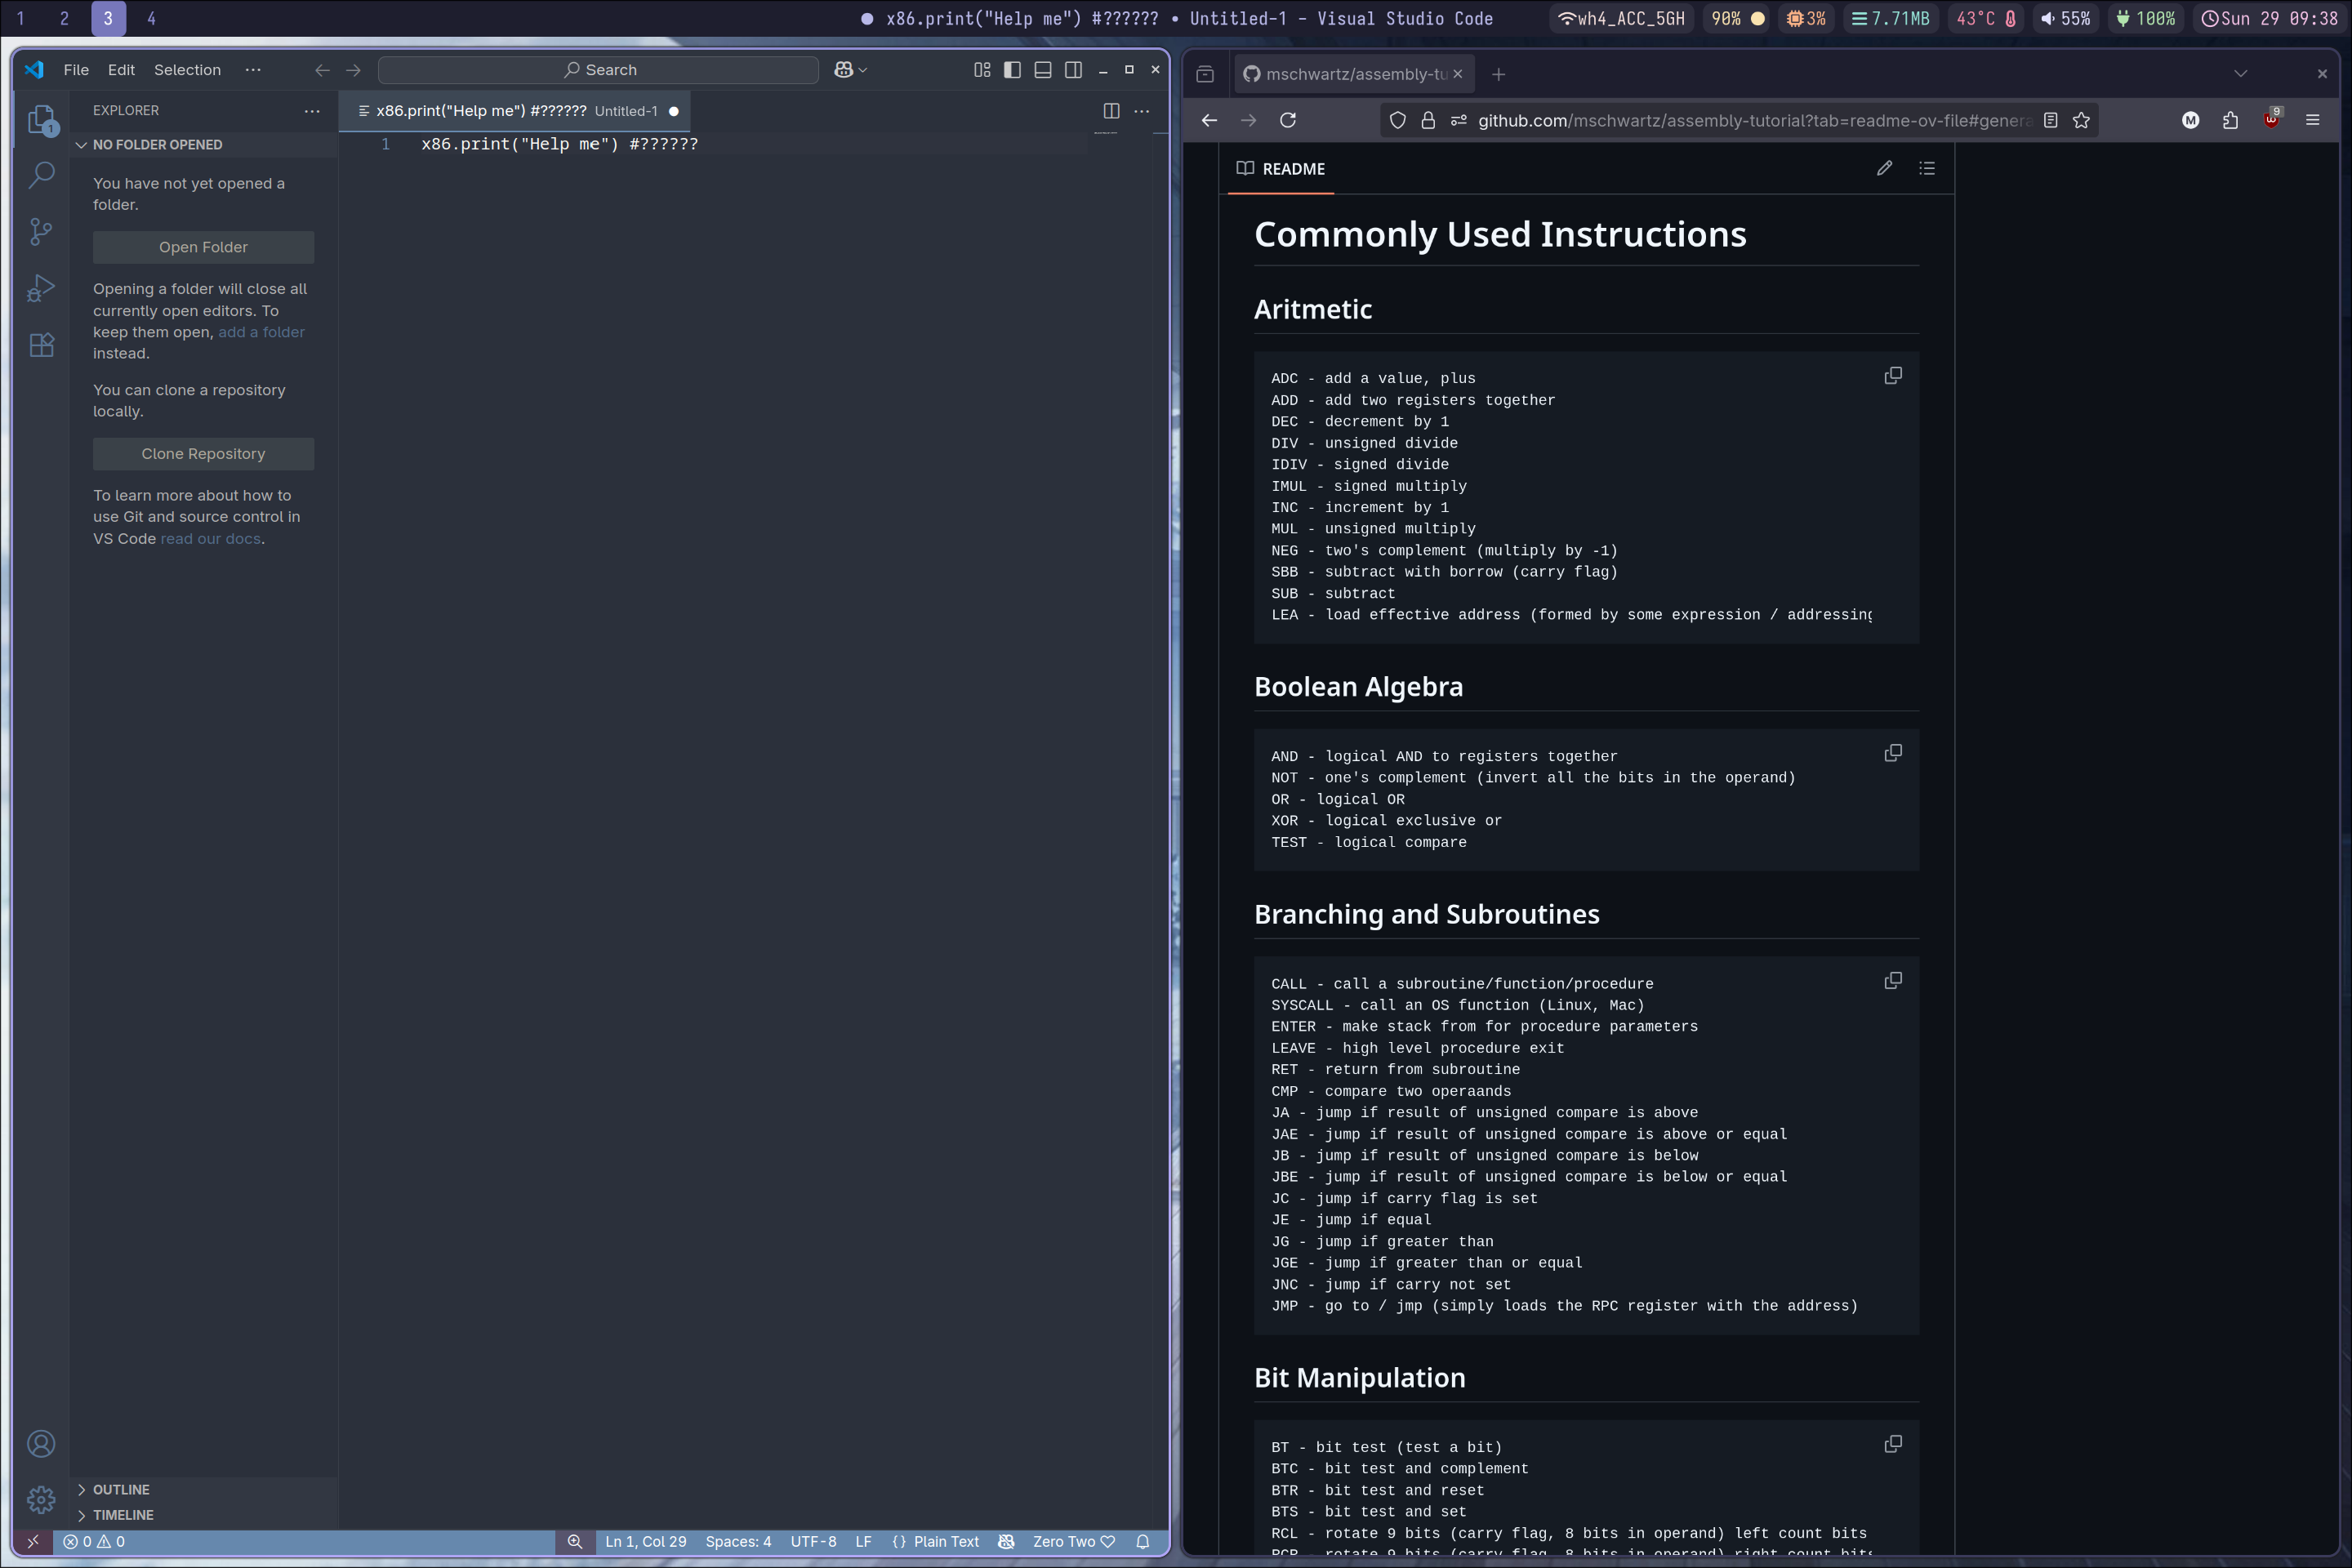 1 2 3 4
x86.print("Help me") #?????? • Untitled-1 - Visual Studio Code
wh4_ACC_5GH 90% 3% 7.71MB 43°C 55% 100% Sun 29 09:38
File Edit Selection ···
Search
EXPLORER ···
NO FOLDER OPENED
You have not yet opened a
folder.
Open Folder
Opening a folder will close all
currently open editors. To
keep them open, add a folder
instead.
You can clone a repository
locally.
Clone Repository
To learn more about how to
use Git and source control in
VS Code read our docs.
OUTLINE
TIMELINE
x86.print("Help me") #?????? Untitled-1
1 x86.print("Help me") #??????
0 0
Ln 1, Col 29 Spaces: 4 UTF-8 LF {} Plain Text Zero Two
mschwartz/assembly-tu
github.com/mschwartz/assembly-tutorial?tab=readme-ov-file#genera
M
9
README
Commonly Used Instructions
Aritmetic
ADC - add a value, plus
ADD - add two registers together
DEC - decrement by 1
DIV - unsigned divide
IDIV - signed divide
IMUL - signed multiply
INC - increment by 1
MUL - unsigned multiply
NEG - two's complement (multiply by -1)
SBB - subtract with borrow (carry flag)
SUB - subtract
LEA - load effective address (formed by some expression / addressing
Boolean Algebra
AND - logical AND to registers together
NOT - one's complement (invert all the bits in the operand)
OR - logical OR
XOR - logical exclusive or
TEST - logical compare
Branching and Subroutines
CALL - call a subroutine/function/procedure
SYSCALL - call an OS function (Linux, Mac)
ENTER - make stack from for procedure parameters
LEAVE - high level procedure exit
RET - return from subroutine
CMP - compare two operaands
JA - jump if result of unsigned compare is above
JAE - jump if result of unsigned compare is above or equal
JB - jump if result of unsigned compare is below
JBE - jump if result of unsigned compare is below or equal
JC - jump if carry flag is set
JE - jump if equal
JG - jump if greater than
JGE - jump if greater than or equal
JNC - jump if carry not set
JMP - go to / jmp (simply loads the RPC register with the address)
Bit Manipulation
BT - bit test (test a bit)
BTC - bit test and complement
BTR - bit test and reset
BTS - bit test and set
RCL - rotate 9 bits (carry flag, 8 bits in operand) left count bits
RCR - rotate 9 bits (carry flag, 8 bits in operand) right count bits